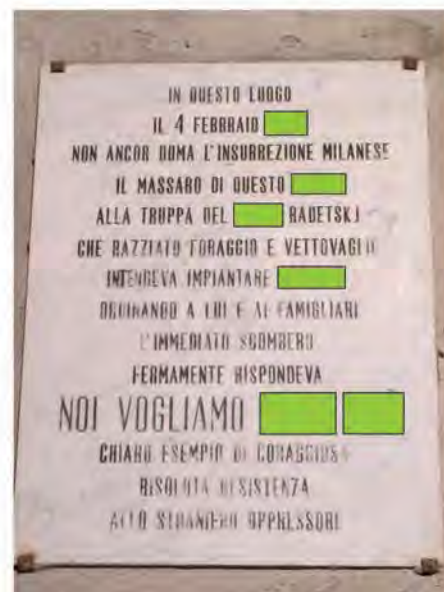 IN QUESTO LUOGO
IL 4 FEBBRAIO
NON ANCOR DOMA L'INSURREZIONE MILANESE
IL MASSARO DI QUESTO
ALLA TRUPPA DEL RADETSKJ
CHE RAZZIATO FORAGGIO E VETTOVAGLIE
INTENDEVA IMPIANTARE
ORDINANDO A LUI E AI FAMIGLIARI
L'IMMEDIATO SGOMBERO
FERMAMENTE RISPONDEVA
NOI VOGLIAMO
CHIARO ESEMPIO DI CORAGGIOSA
RISOLUTA RESISTENZA
ALLO STRANIERO OPPRESSORE